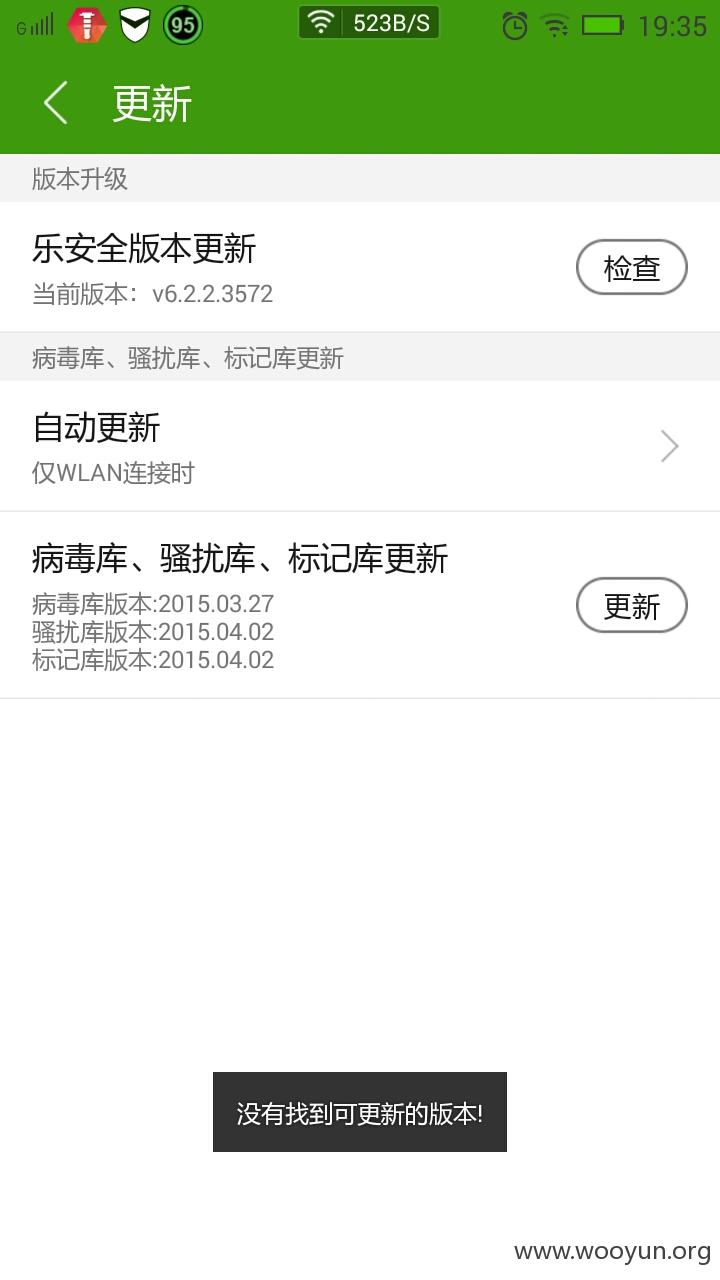 G 95 523B/S 19:35
更新
版本升级
乐安全版本更新
当前版本：v6.2.2.3572
检查
病毒库、骚扰库、标记库更新
自动更新
仅WLAN连接时
病毒库、骚扰库、标记库更新
病毒库版本:2015.03.27
骚扰库版本:2015.04.02
标记库版本:2015.04.02
更新
没有找到可更新的版本!
www.wooyun.org